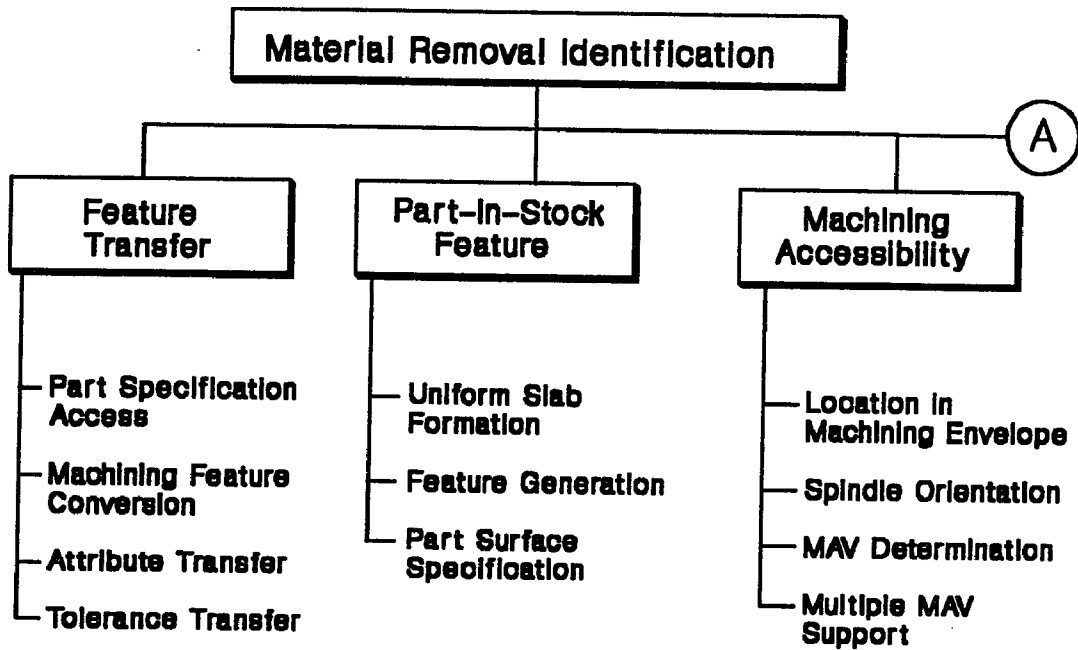 Material Removal Identification
A
Feature
Transfer
Part-in-Stock
Feature
Machining
Accessibility
Part Specification
Access
Machining Feature
Conversion
Attribute Transfer
Tolerance Transfer
Uniform Slab
Formation
Feature Generation
Part Surface
Specification
Location in
Machining Envelope
Spindle Orientation
MAV Determination
Multiple MAV
Support